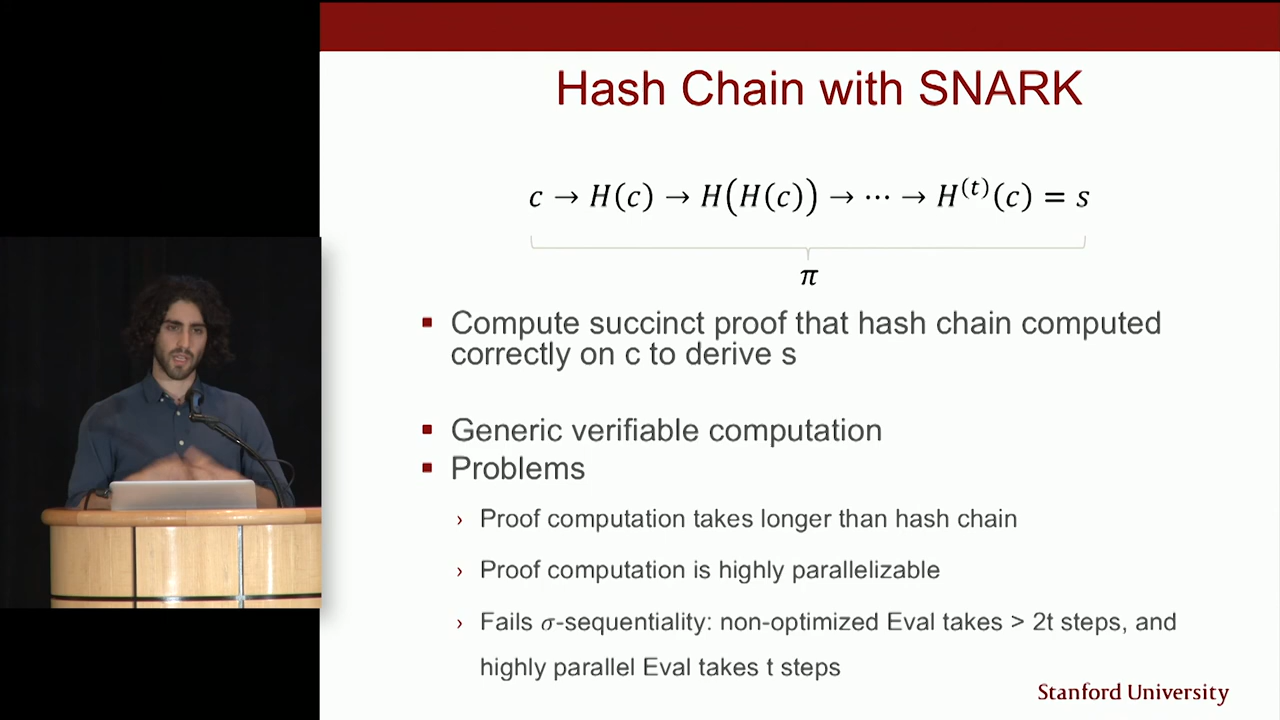 Hash Chain with SNARK
c → H(c) → H(H(c)) → ⋯ → H^(t)(c) = s
π
▪ Compute succinct proof that hash chain computed
correctly on c to derive s
▪ Generic verifiable computation
▪ Problems
› Proof computation takes longer than hash chain
› Proof computation is highly parallelizable
› Fails σ-sequentiality: non-optimized Eval takes > 2t steps, and
highly parallel Eval takes t steps
Stanford University